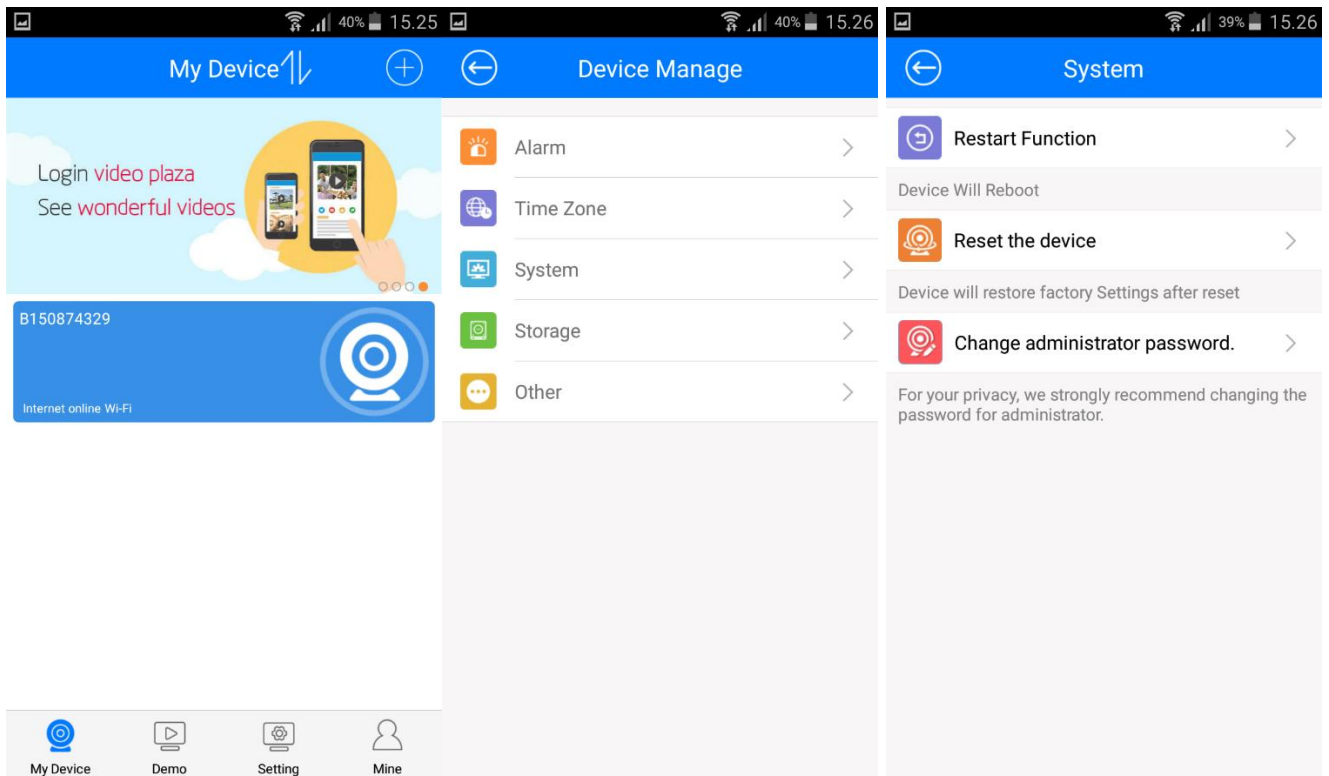 40% 15.25
My Device
Login video plaza
See wonderful videos
B150874329
Internet online Wi-Fi
My Device
Demo
Setting
Mine
40% 15.26
Device Manage
Alarm
Time Zone
System
Storage
Other
39% 15.26
System
Restart Function
Device Will Reboot
Reset the device
Device will restore factory Settings after reset
Change administrator password.
For your privacy, we strongly recommend changing the
password for administrator.